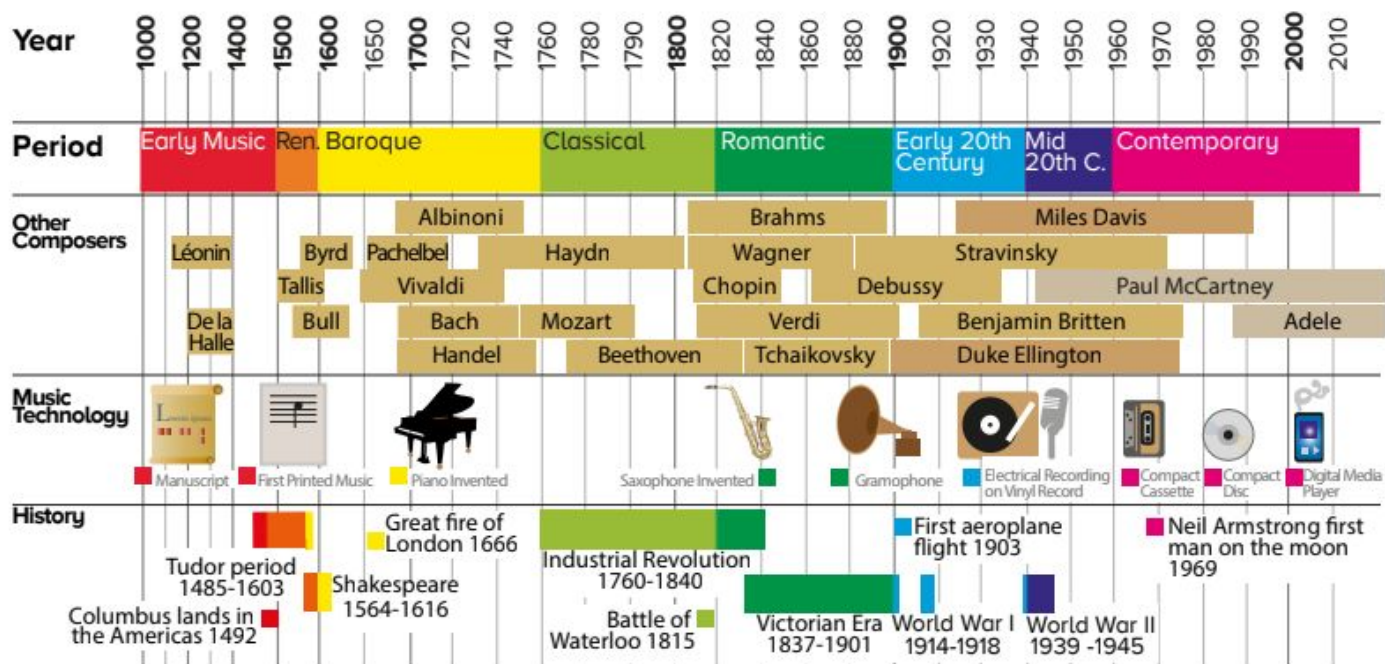 Year 1000 1200 1400 1500 1600 1650 1700 1720 1740 1760 1780 1790 1800 1820 1840 1860 1880 1900 1920 1930 1940 1950 1960 1970 1980 1990 2000 2010
Period Early Music Ren. Baroque Classical Romantic Early 20th Century Mid 20th C. Contemporary
Other
Composers
Albinoni Brahms Miles Davis
Léonin Byrd Pachelbel Haydn Wagner Stravinsky
Tallis Vivaldi Chopin Debussy Paul McCartney
De la
Halle
Bull Bach Mozart Verdi Benjamin Britten Adele
Handel Beethoven Tchaikovsky Duke Ellington
Music
Technology
Manuscript
First Printed Music
Piano Invented
Saxophone Invented
Gramophone
Electrical Recording
on Vinyl Record
Compact
Cassette
Compact
Disc
Digital Media
Player
History
Tudor period
1485-1603
Columbus lands in
the Americas 1492
Shakespeare
1564-1616
Great fire of
London 1666
Industrial Revolution
1760-1840
Battle of
Waterloo 1815
Victorian Era
1837-1901
First aeroplane
flight 1903
World War I
1914-1918
World War II
1939 -1945
Neil Armstrong first
man on the moon
1969